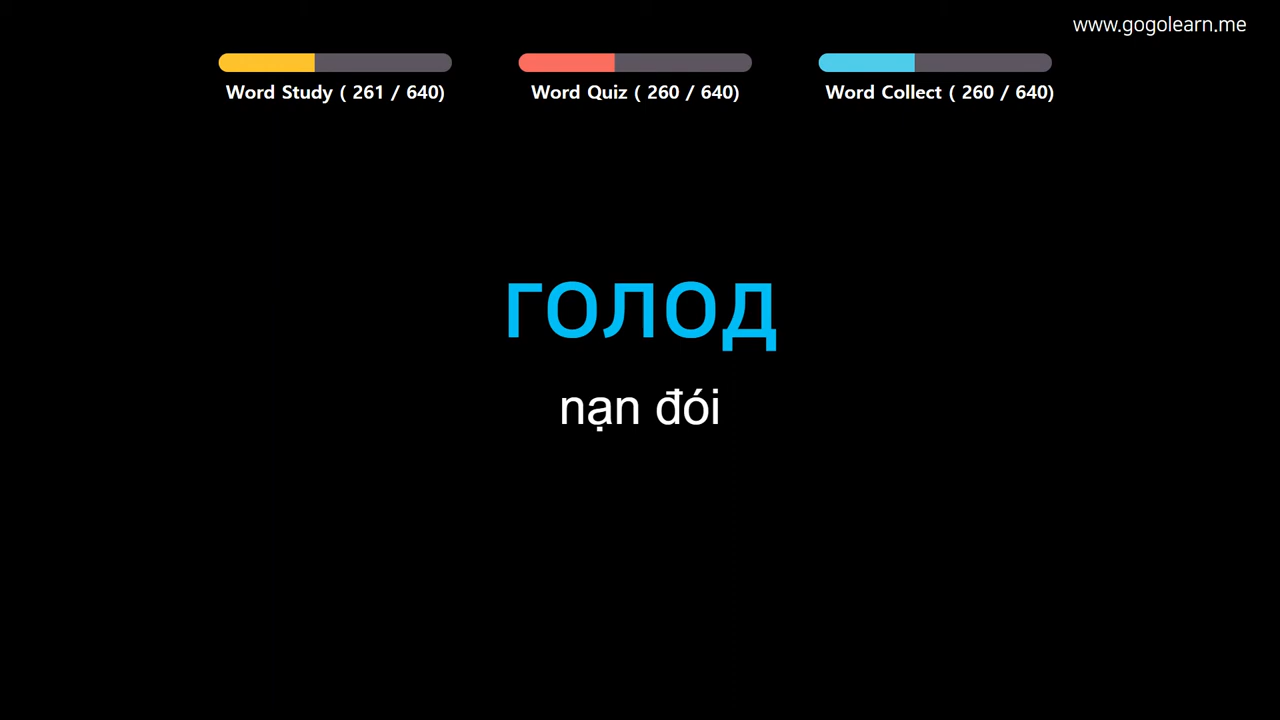 www.gogolearn.me
Word Study ( 261 / 640)
Word Quiz ( 260 / 640)
Word Collect ( 260 / 640)
голод
nạn đói